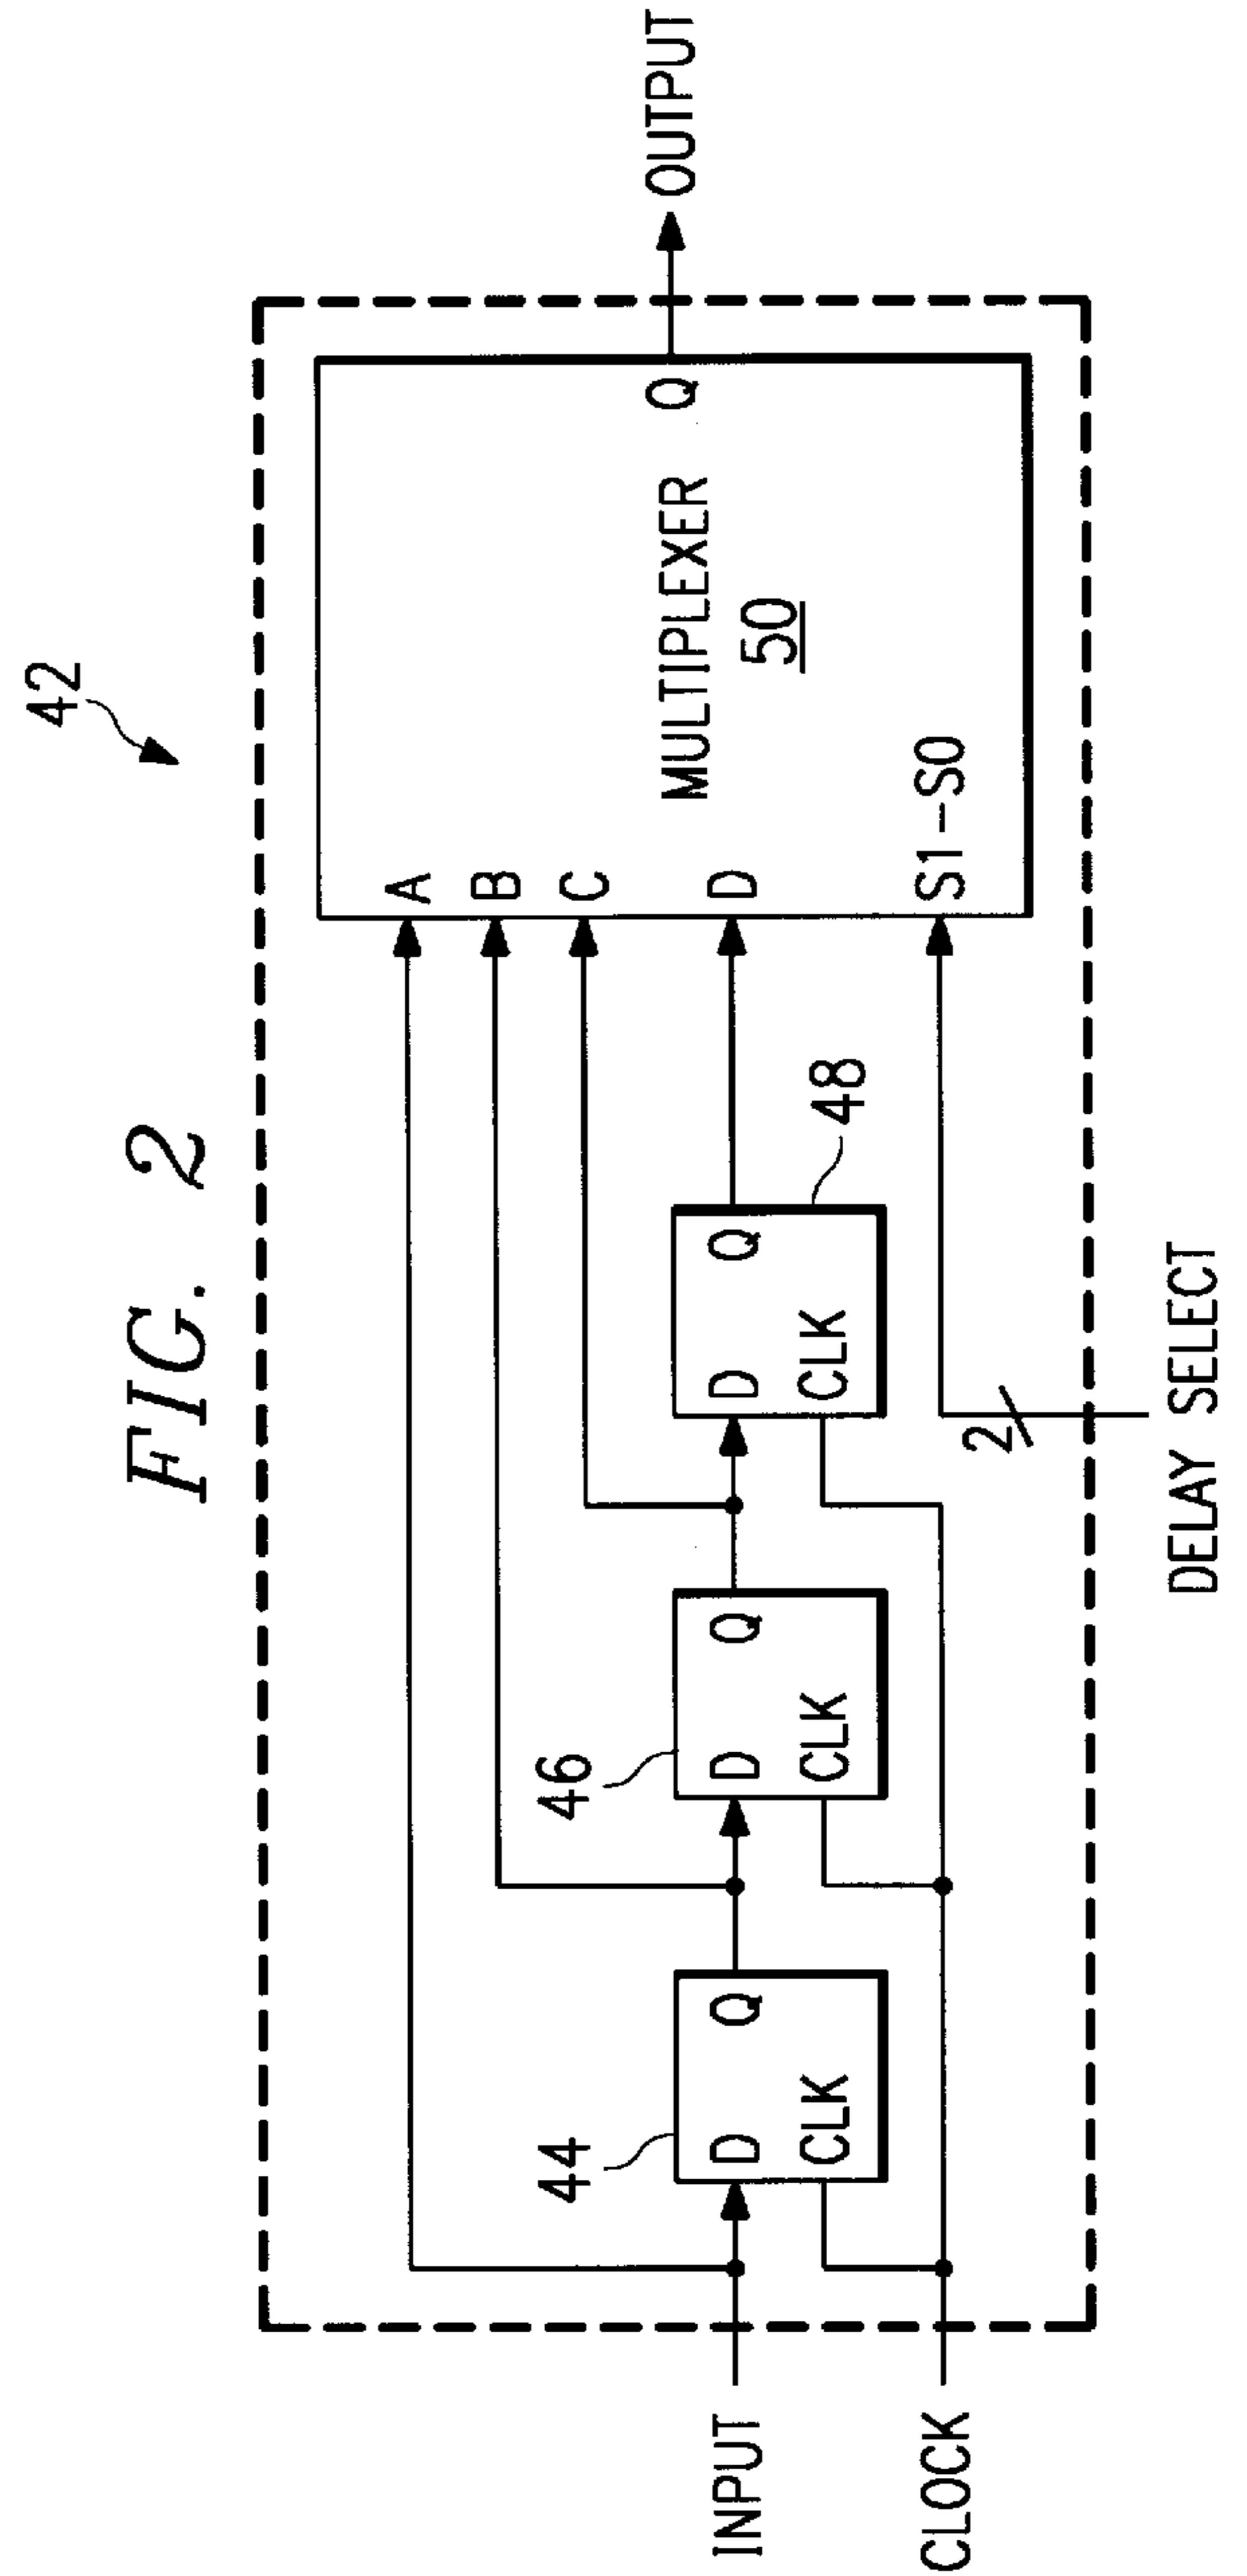 FIG. 2
42
A
B
C
D
S1-S0
MULTIPLEXER
50
Q
OUTPUT
44
D
Q
CLK
46
D
Q
CLK
48
D
Q
CLK
INPUT
CLOCK
2
DELAY SELECT